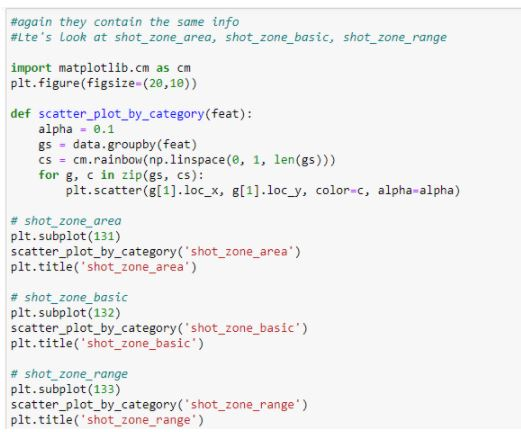 #again they contain the same info
#Lte's look at shot_zone_area, shot_zone_basic, shot_zone_range
import matplotlib.cm as cm
plt.figure(figsize=(20,10))
def scatter_plot_by_category(feat):
    alpha = 0.1
    gs = data.groupby(feat)
    cs = cm.rainbow(np.linspace(0, 1, len(gs)))
    for g, c in zip(gs, cs):
        plt.scatter(g[1].loc_x, g[1].loc_y, color=c, alpha=alpha)
# shot_zone_area
plt.subplot(131)
scatter_plot_by_category('shot_zone_area')
plt.title('shot_zone_area')
# shot_zone_basic
plt.subplot(132)
scatter_plot_by_category('shot_zone_basic')
plt.title('shot_zone_basic')
# shot_zone_range
plt.subplot(133)
scatter_plot_by_category('shot_zone_range')
plt.title('shot_zone_range')